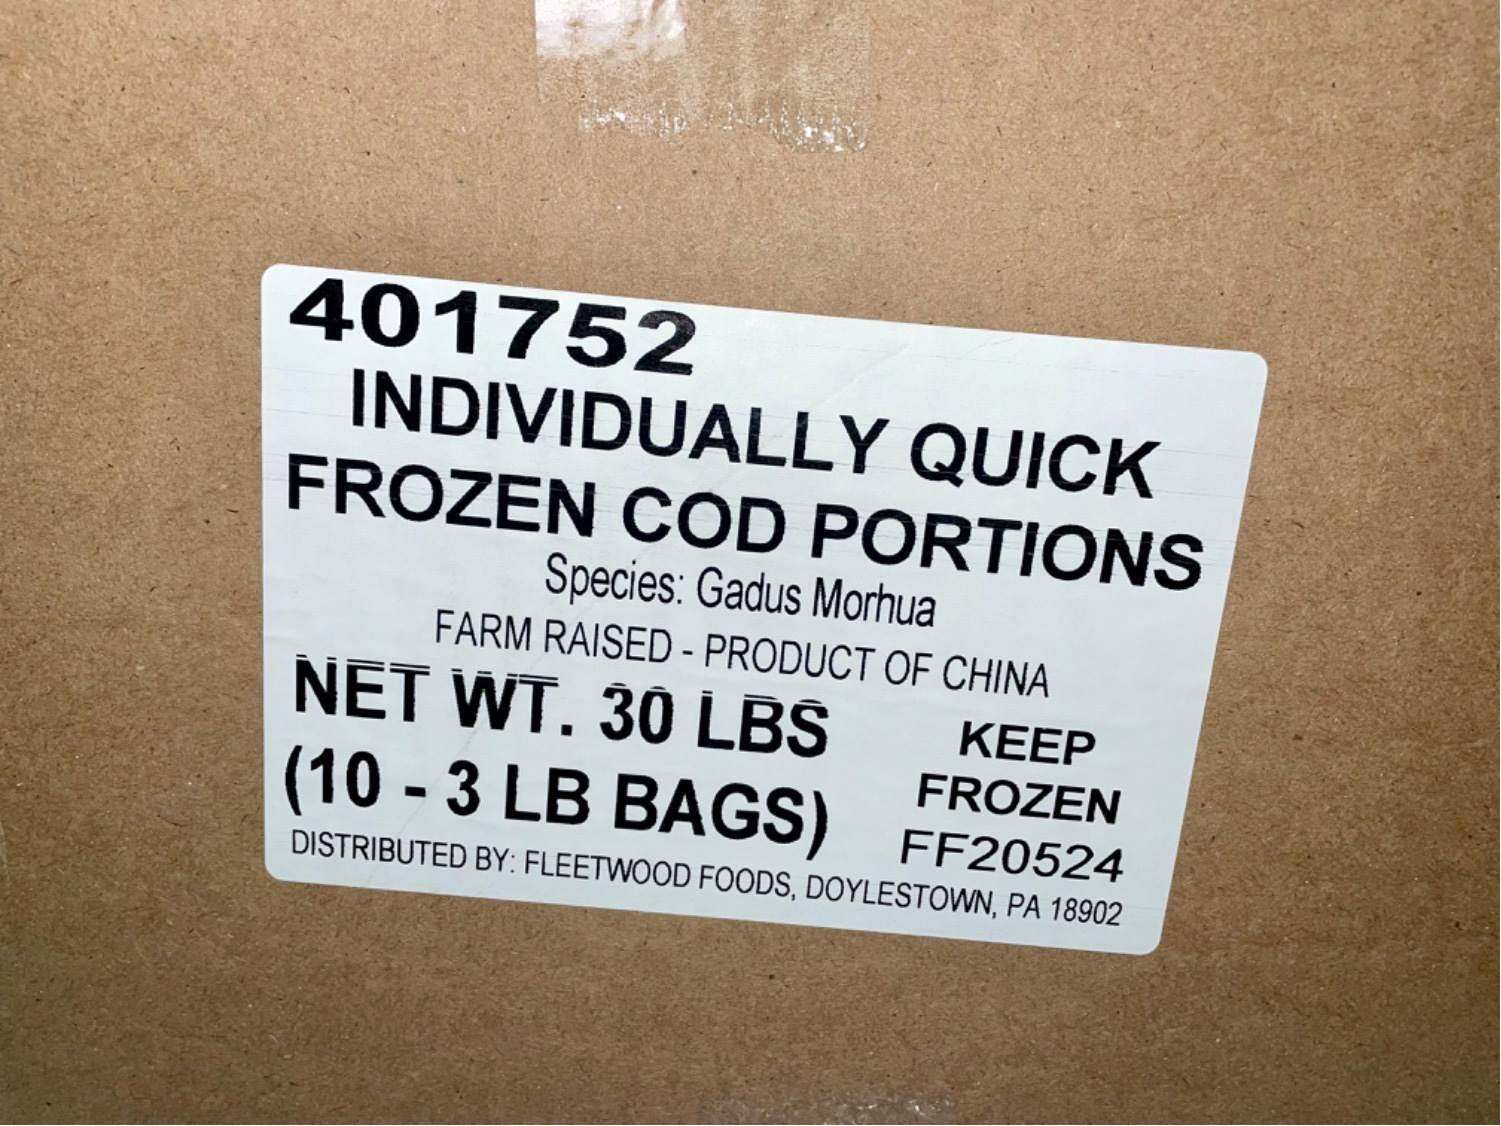 401752
INDIVIDUALLY QUICK
FROZEN COD PORTIONS
Species: Gadus Morhua
FARM RAISED - PRODUCT OF CHINA
NET WT. 30 LBS
(10 - 3 LB BAGS)
KEEP
FROZEN
FF20524
DISTRIBUTED BY: FLEETWOOD FOODS, DOYLESTOWN, PA 18902